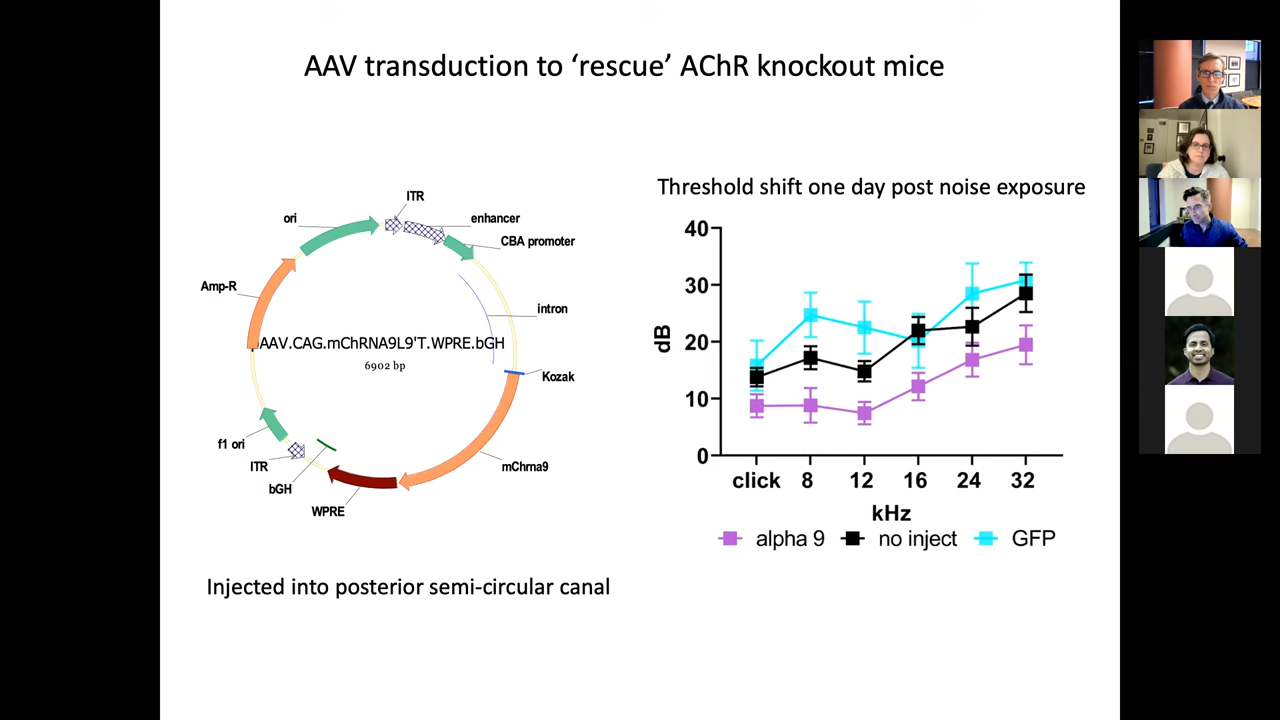 AAV transduction to ‘rescue’ AChR knockout mice
ITR
ori
enhancer
CBA promoter
Amp-R
intron
AAV.CAG.mChRNA9L9'T.WPRE.bGH
6902 bp
Kozak
f1 ori
ITR
mChrna9
bGH
WPRE
Injected into posterior semi-circular canal
Threshold shift one day post noise exposure
40
30
20
10
0
dB
click 8 12 16 24 32
kHz
alpha 9 no inject GFP